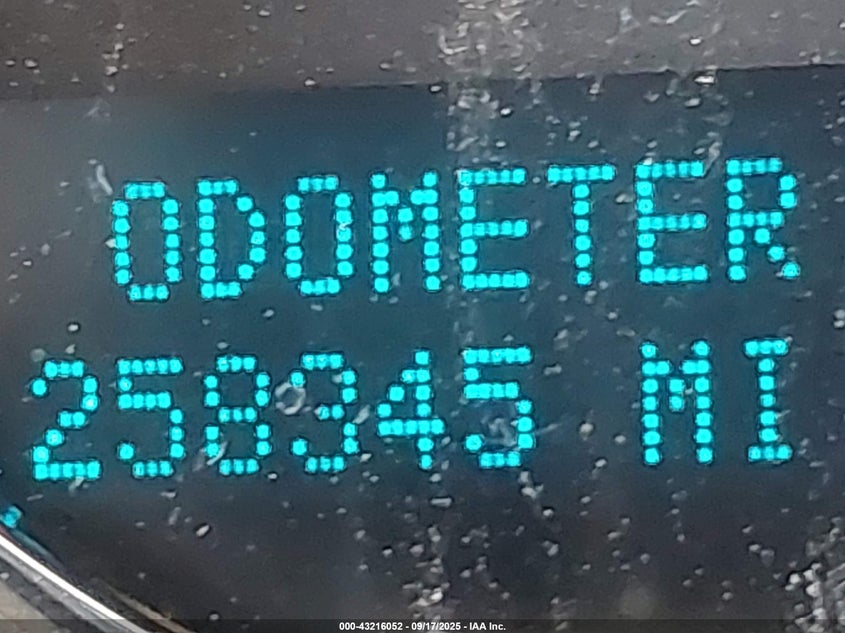 ODOMETER
258345 MI
000-43216052 - 09/17/2025 - IAA Inc.